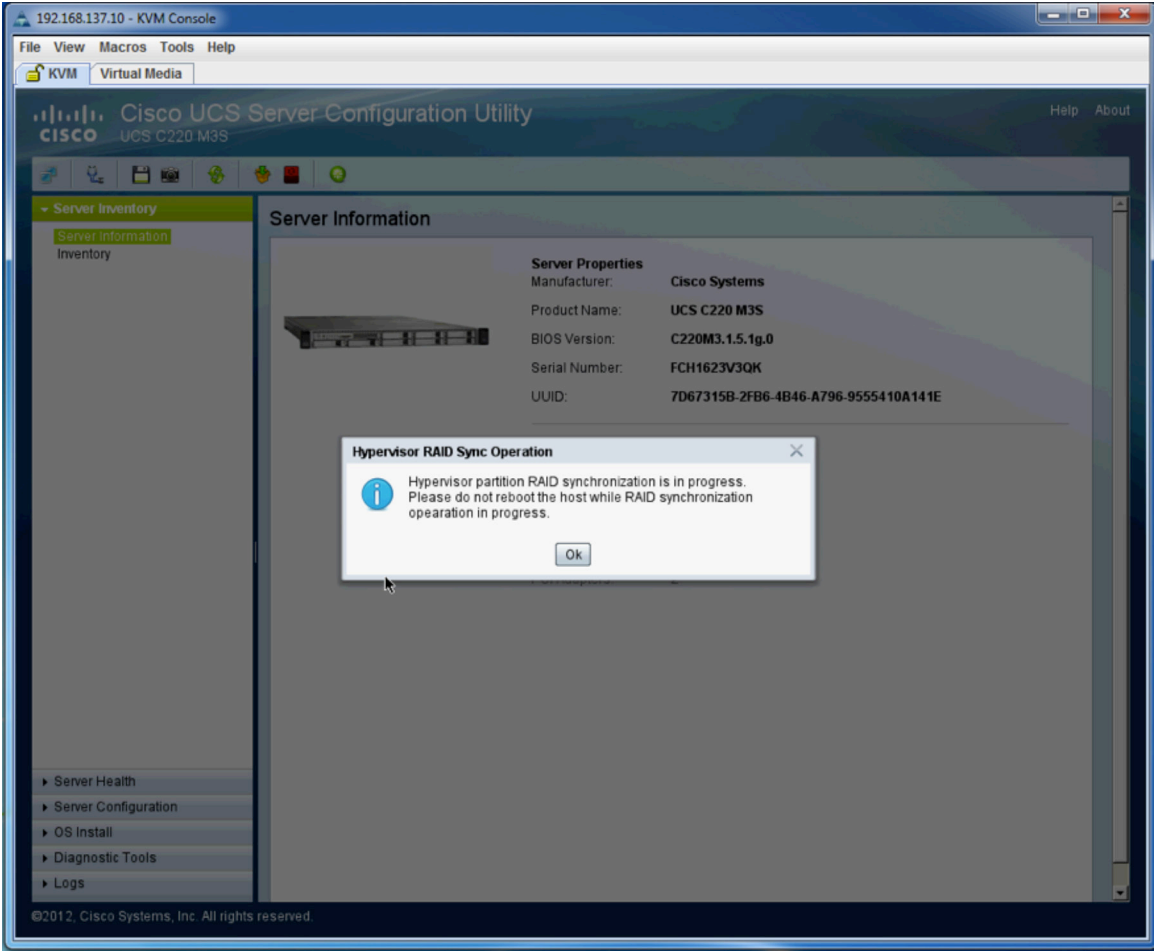 192.168.137.10 - KVM Console
File View Macros Tools Help
KVM Virtual Media
CISCO
Cisco UCS Server Configuration Utility
UCS C220 M3S
Help About
Server Inventory
Server Information
Inventory
Server Information
Server Properties
Manufacturer: Cisco Systems
Product Name: UCS C220 M3S
BIOS Version: C220M3.1.5.1g.0
Serial Number: FCH1623V3QK
UUID: 7D67315B-2FB6-4B46-A796-9555410A141E
Hypervisor RAID Sync Operation
Hypervisor partition RAID synchronization is in progress.
Please do not reboot the host while RAID synchronization
opearation in progress.
Ok
Server Health
Server Configuration
OS Install
Diagnostic Tools
Logs
©2012, Cisco Systems, Inc. All rights reserved.